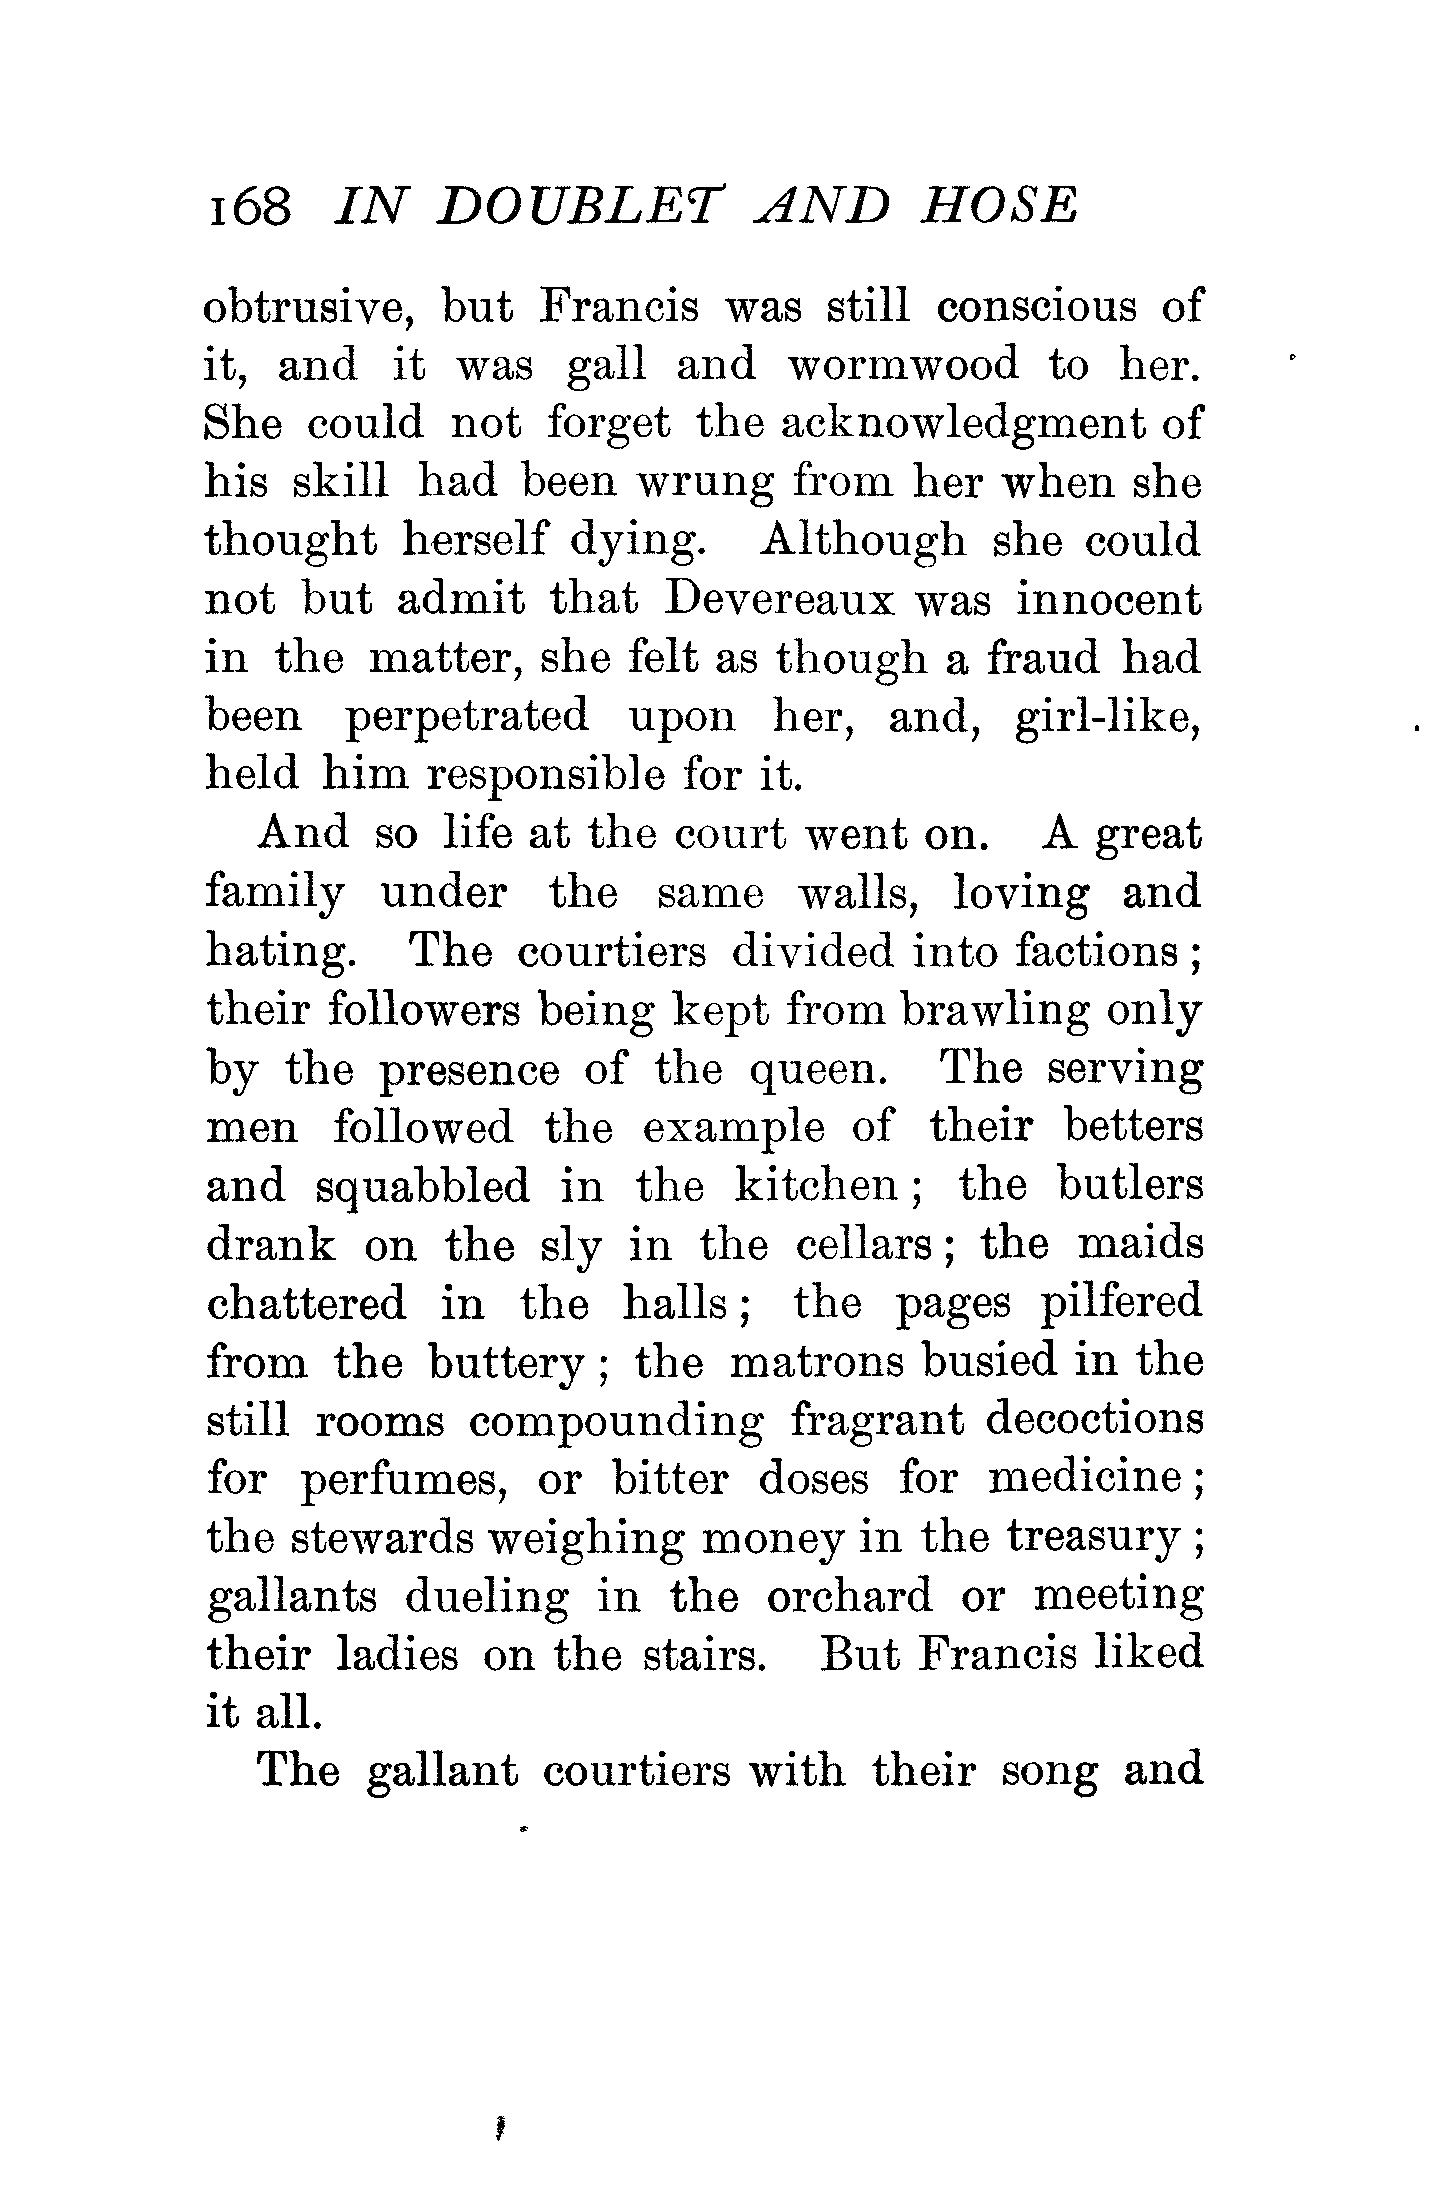 168 IN DOUBLET AND HOSE
obtrusive, but Francis was still conscious of
it, and it was gall and wormwood to her.
She could not forget the acknowledgment of
his skill had been wrung from her when she
thought herself dying. Although she could
not but admit that Devereaux was innocent
in the matter, she felt as though a fraud had
been perpetrated upon her, and, girl-like,
held him responsible for it.
And so life at the court went on. A great
family under the same walls, loving and
hating. The courtiers divided into factions;
their followers being kept from brawling only
by the presence of the queen. The serving
men followed the example of their betters
and squabbled in the kitchen; the butlers
drank on the sly in the cellars; the maids
chattered in the halls; the pages pilfered
from the buttery; the matrons busied in the
still rooms compounding fragrant decoctions
for perfumes, or bitter doses for medicine;
the stewards weighing money in the treasury;
gallants dueling in the orchard or meeting
their ladies on the stairs. But Francis liked
it all.
The gallant courtiers with their song and